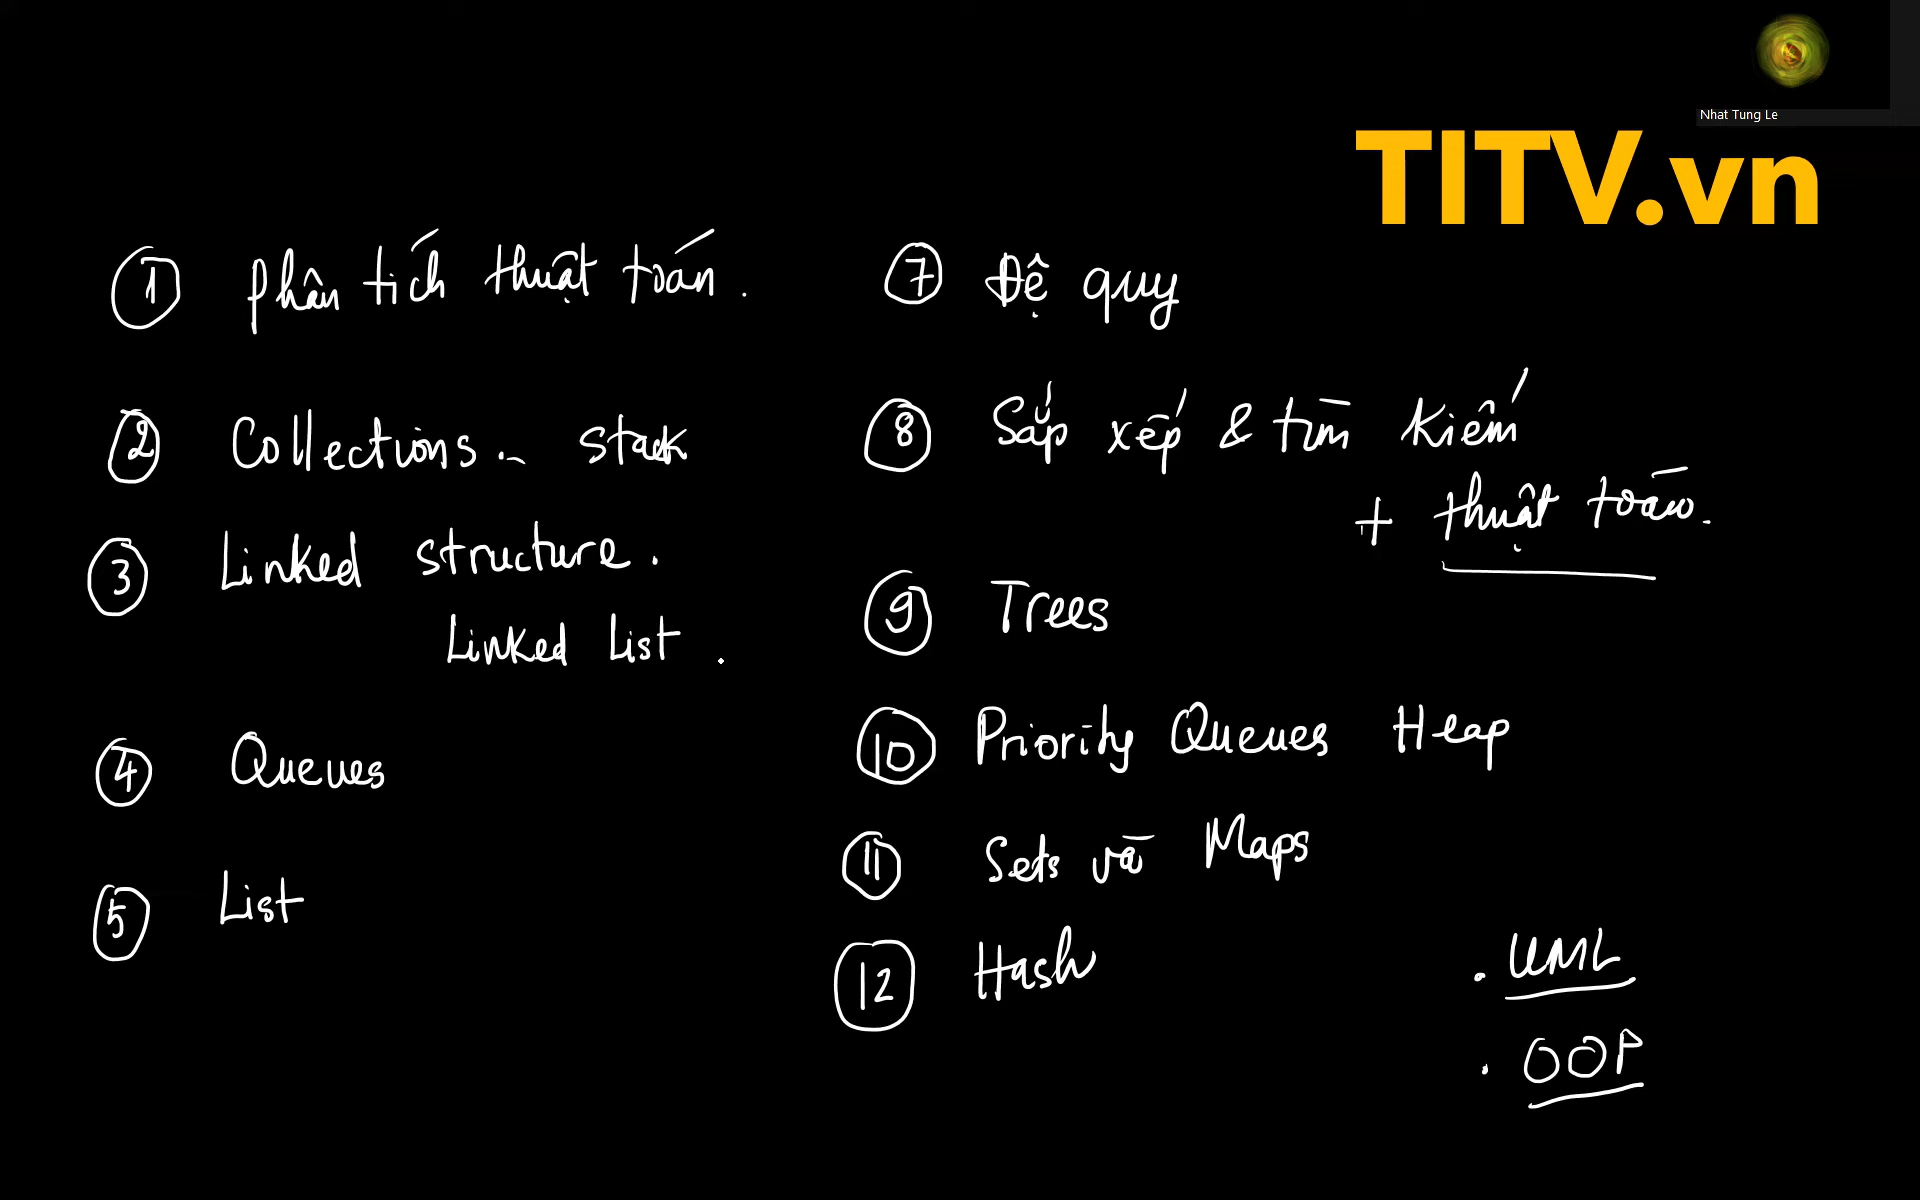 Nhat Tung Le
TITV.vn
① Phân tích thuật toán.
② Collections - stack
③ Linked structure.
Linked List.
④ Queues
⑤ List
⑦ Đệ quy
⑧ Sắp xếp & tìm kiếm
+ thuật toán.
⑨ Trees
⑩ Priority Queues Heap
⑪ Sets và Maps
⑫ Hash
. UML
. OOP